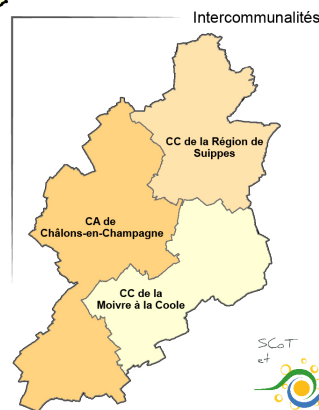 Intercommunalités
CC de la Région de
Suippes
CA de
Châlons-en-Champagne
CC de la
Moivre à la Coole
SCoT
et